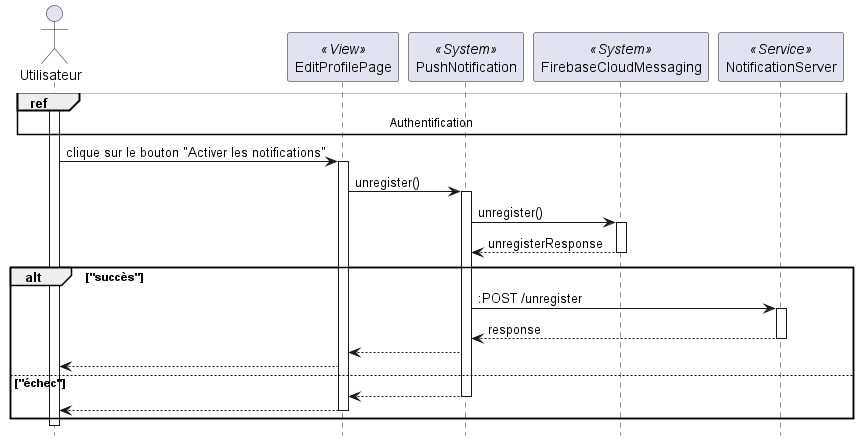 Utilisateur
«View»
EditProfilePage
«System»
PushNotification
«System»
FirebaseCloudMessaging
«Service»
NotificationServer
ref
Authentification
clique sur le bouton "Activer les notifications"
unregister()
unregister()
unregisterResponse
alt
["succès"]
:POST /unregister
response
["échec"]